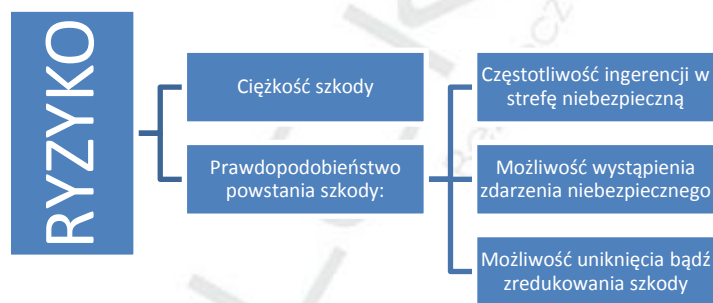 RYZYKO
Ciężkość szkody
Prawdopodobieństwo
powstania szkody:
Częstotliwość ingerencji w
strefę niebezpieczną
Możliwość wystąpienia
zdarzenia niebezpiecznego
Możliwość uniknięcia bądź
zredukowania szkody